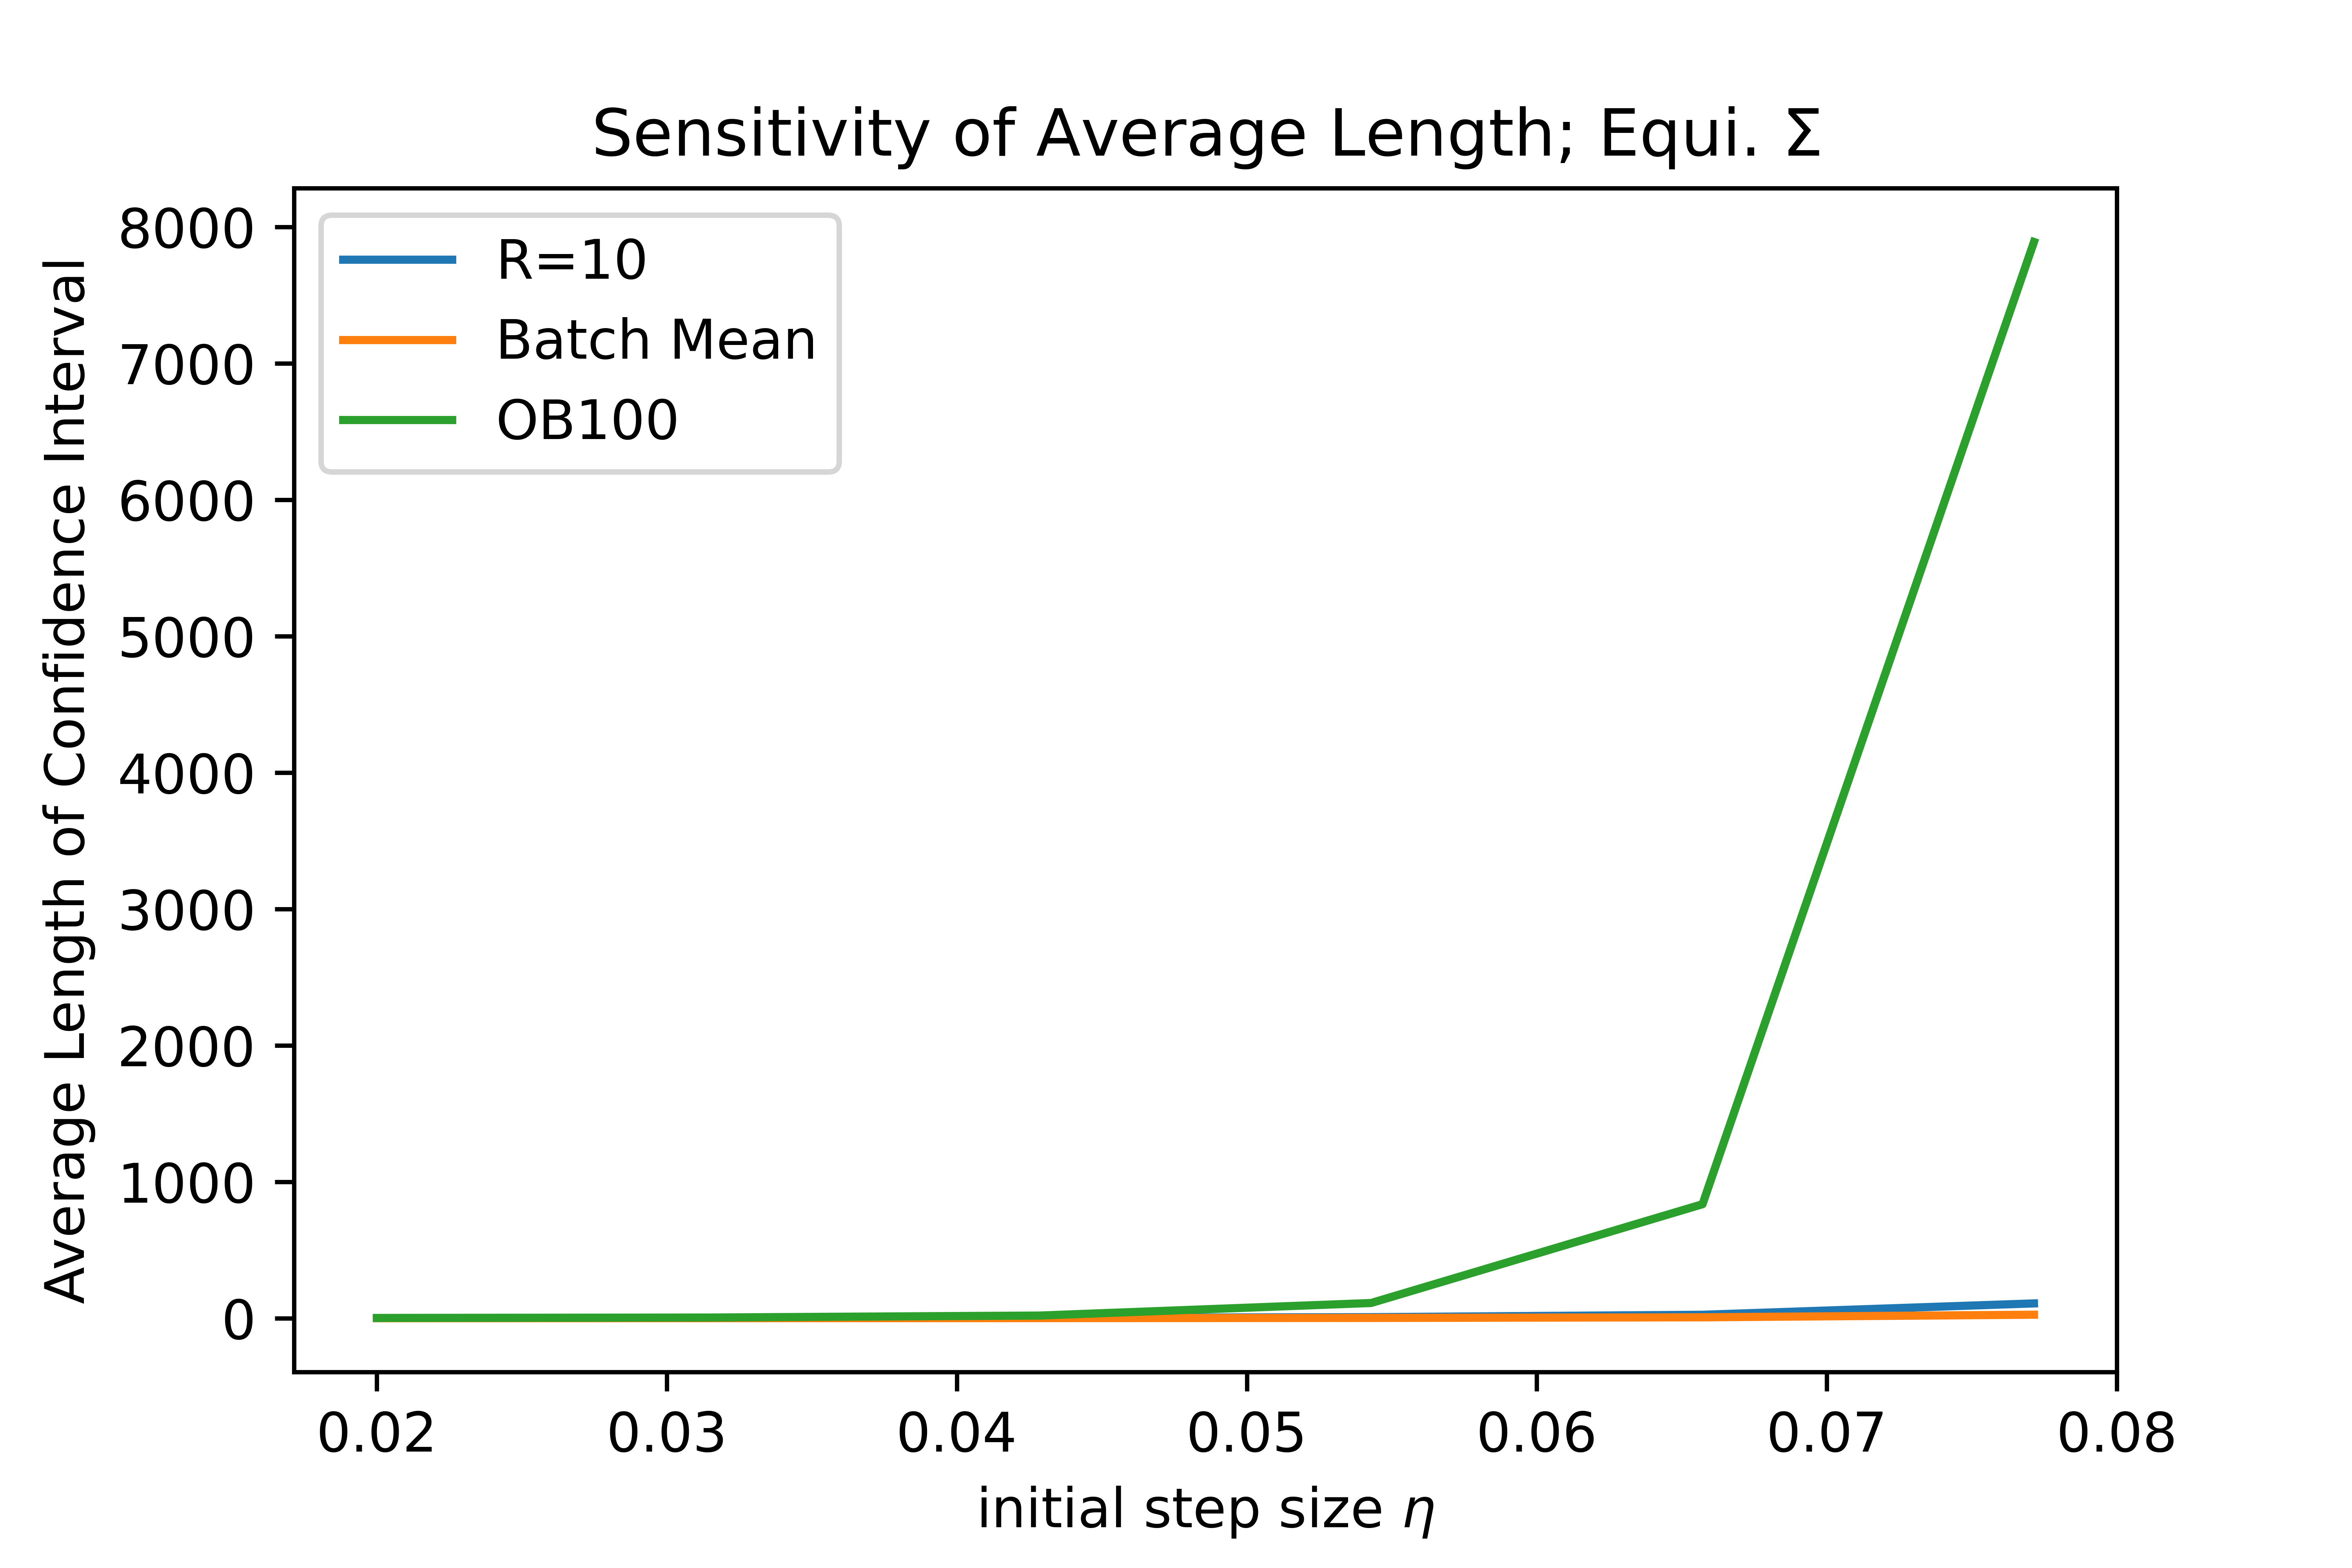 Sensitivity of Average Length; Equi. Σ
Average Length of Confidence Interval
8000
7000
6000
5000
4000
3000
2000
1000
0
R=10
Batch Mean
OB100
0.02 0.03 0.04 0.05 0.06 0.07 0.08
initial step size η